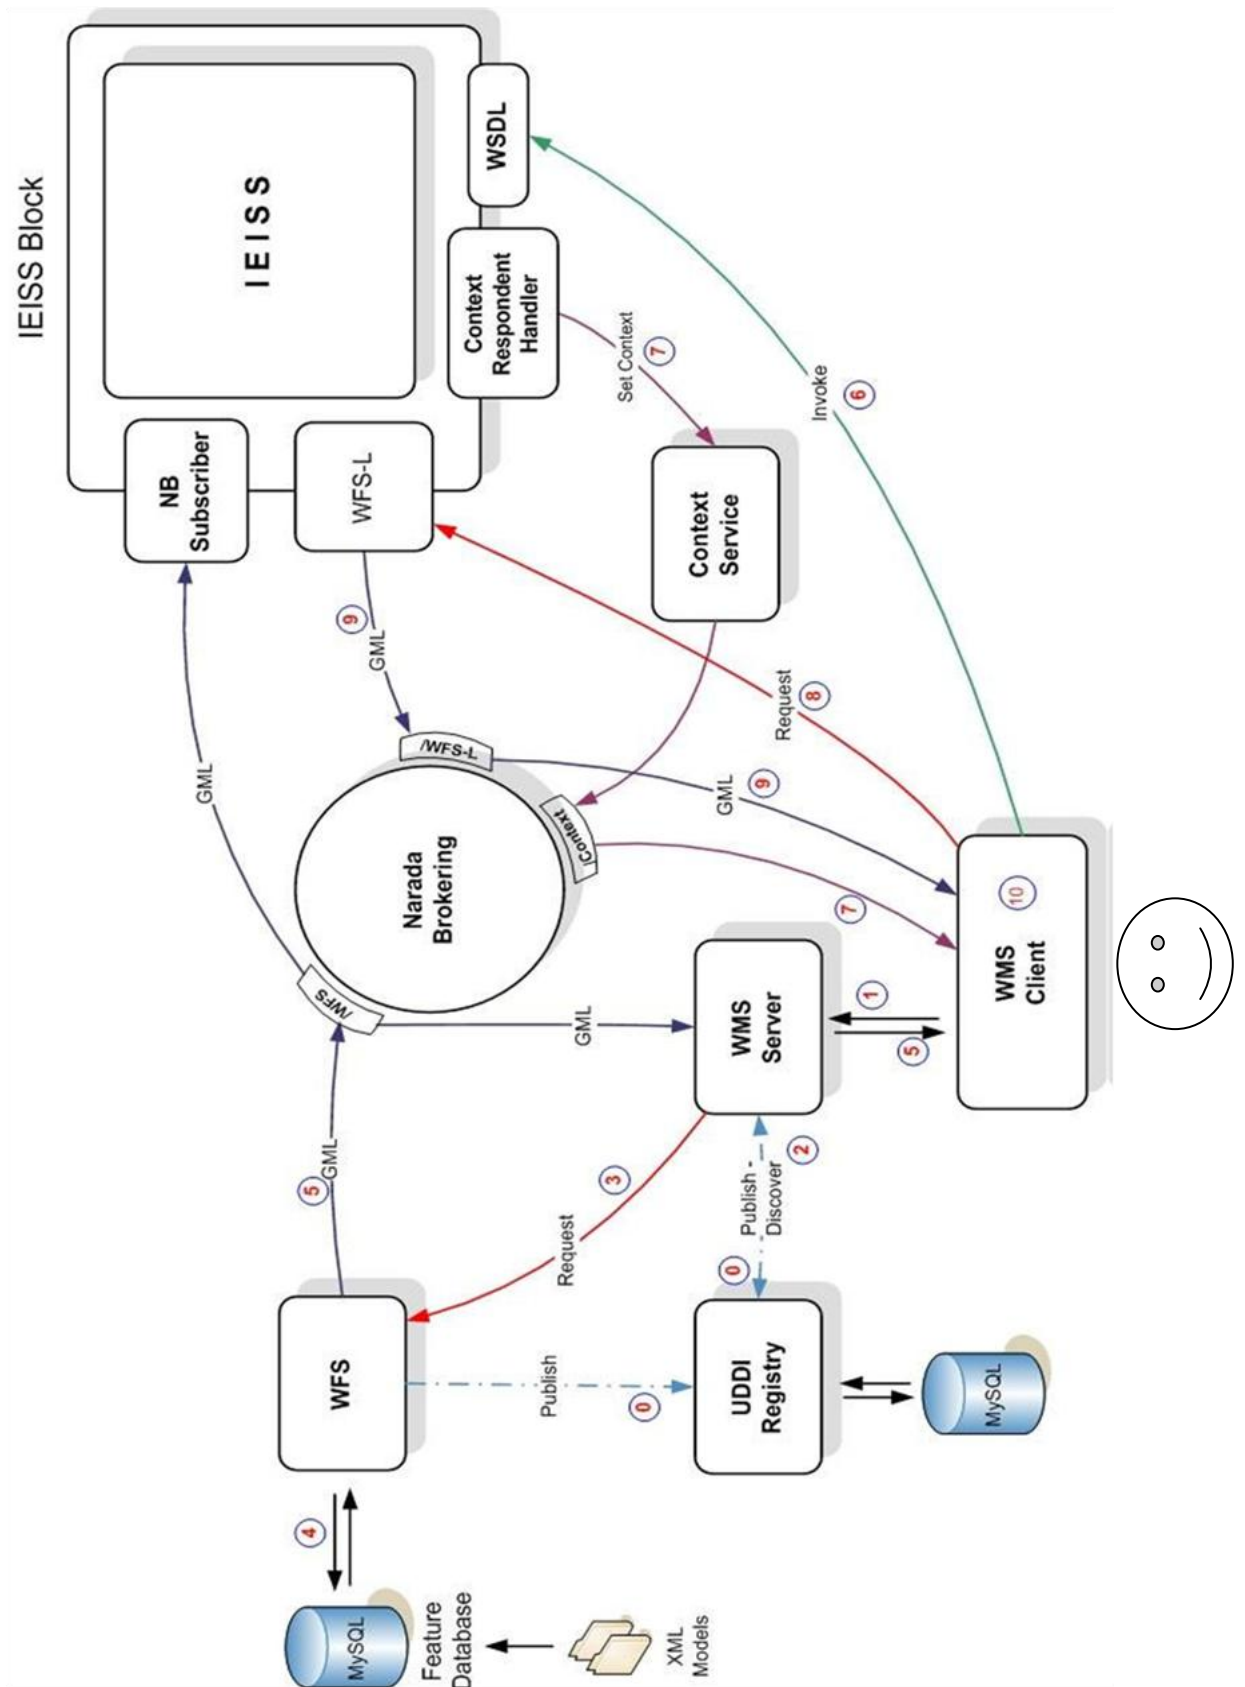 IEISS Block
IEISS
NB
Subscriber
WFS-L
Context
Respondent
Handler
WSDL
GML
9
GML
Set Context
7
Context
Service
Invoke
6
Request
8
/WFS-L
/Context
/WFS
Narada
Brokering
GML
9
7
GML
5
GML
WMS
Server
1
5
WMS
Client
10
3
Request
2
Publish -
Discover
0
WFS
Publish
0
UDDI
Registry
MySQL
4
MySQL
Feature
Database
XML
Models